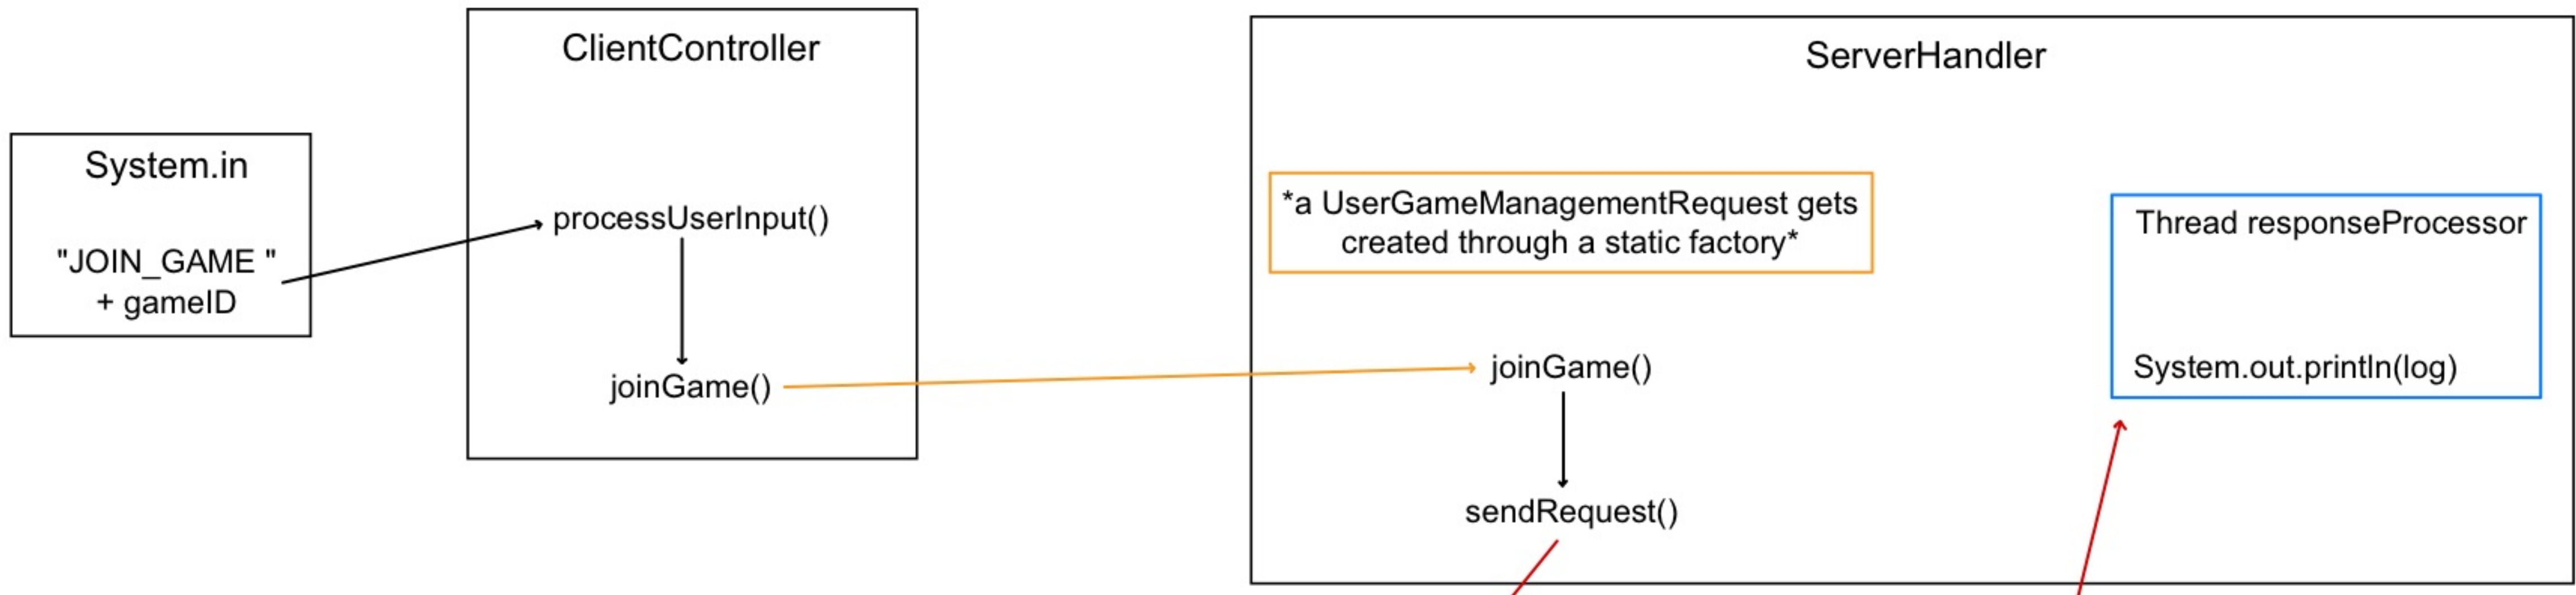 System.in
"JOIN_GAME "
+ gameID
ClientController
processUserInput()
joinGame()
ServerHandler
*a UserGameManagementRequest gets
created through a static factory*
joinGame()
sendRequest()
Thread responseProcessor
System.out.println(log)